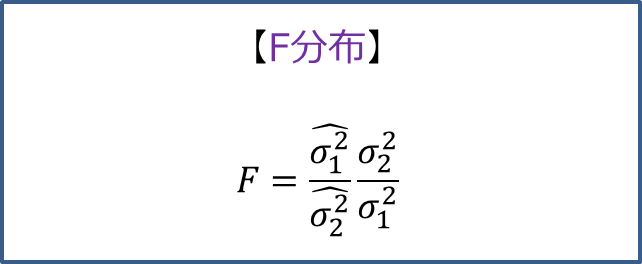 【F分布】
$F = \frac{\widehat{\sigma_1^2}}{\widehat{\sigma_2^2}} \frac{\sigma_2^2}{\sigma_1^2}$